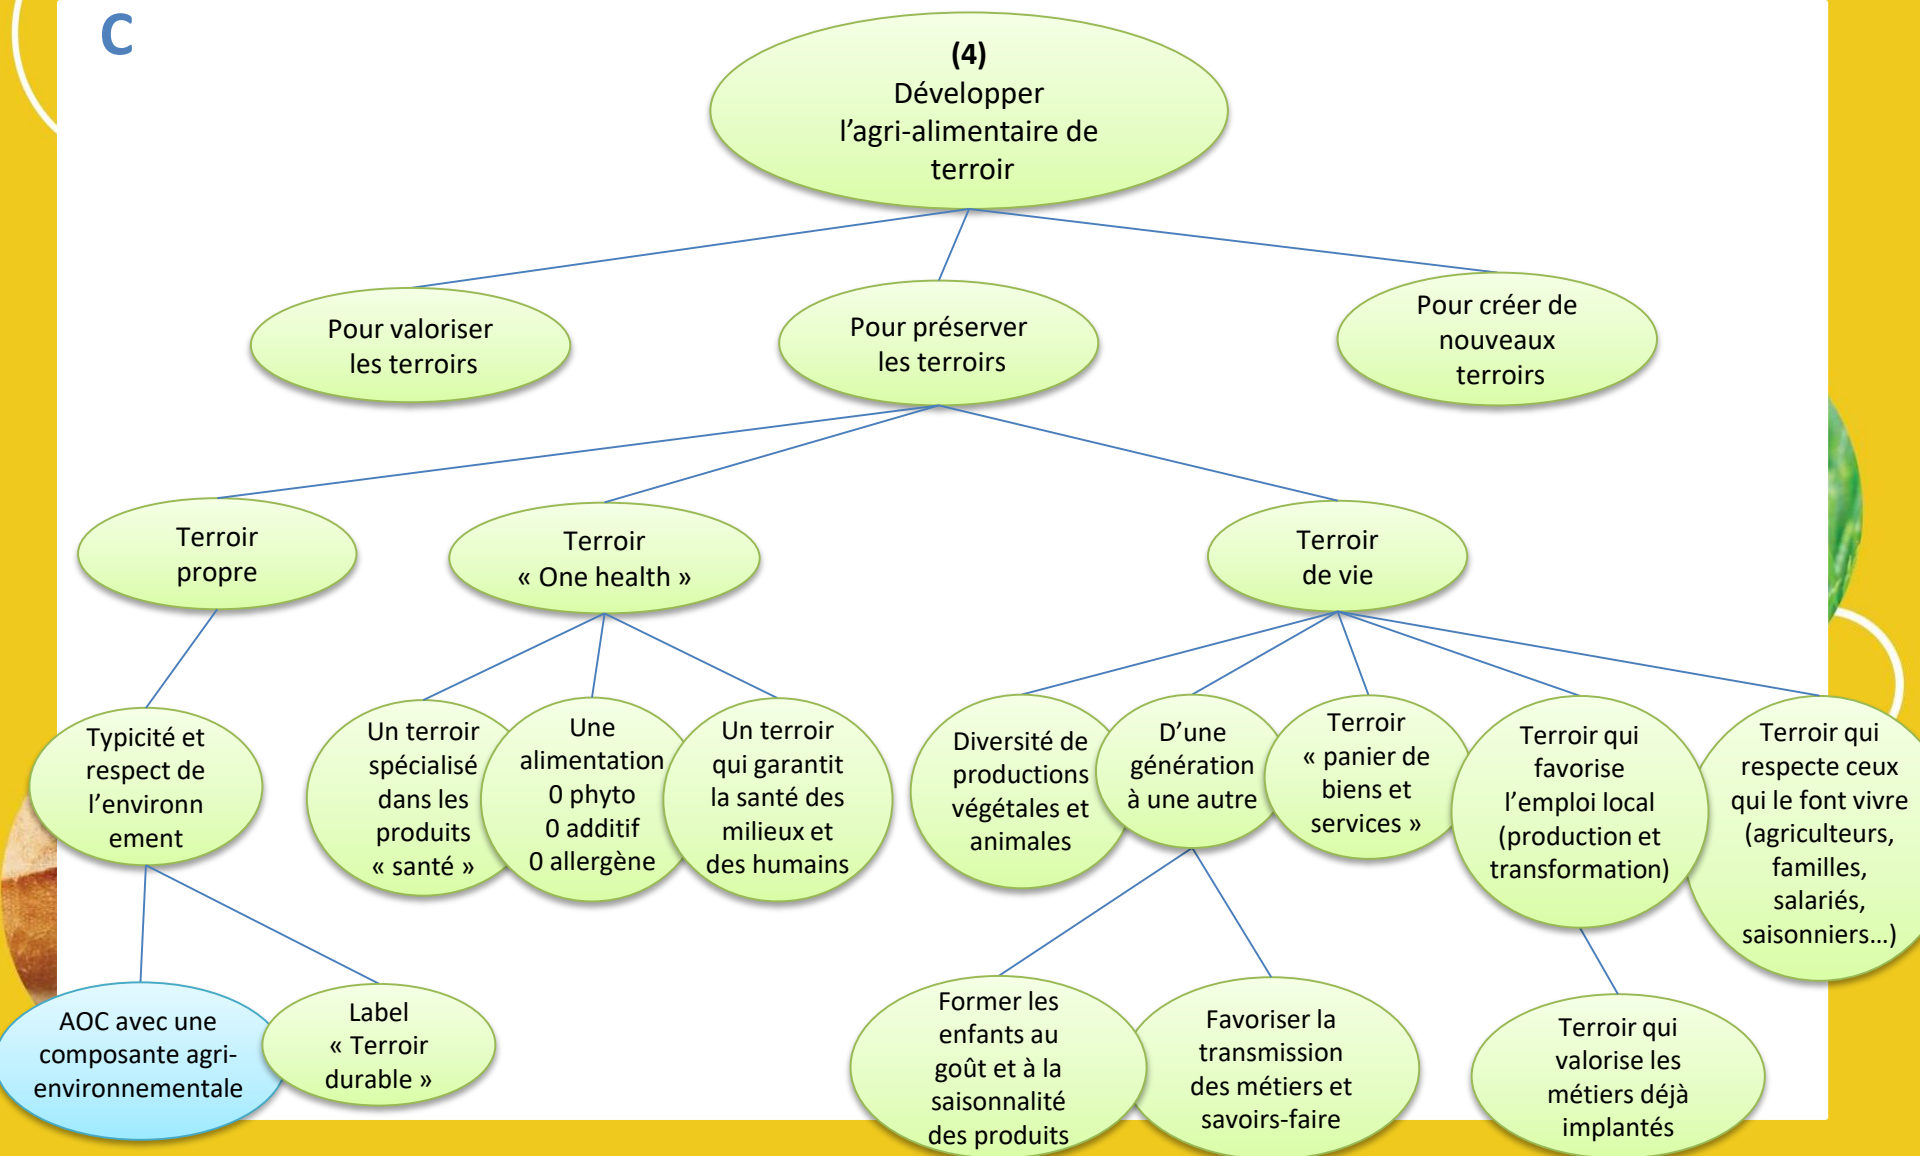 C
(4)
Développer
l’agri-alimentaire de
terroir
Pour valoriser
les terroirs
Pour préserver
les terroirs
Pour créer de
nouveaux
terroirs
Terroir
propre
Terroir
« One health »
Terroir
de vie
Typicité et
respect de
l’environn
ement
Un terroir
spécialisé
dans les
produits
« santé »
Une
alimentation
0 phyto
0 additif
0 allergène
Un terroir
qui garantit
la santé des
milieux et
des humains
Diversité de
productions
végétales et
animales
D’une
génération
à une autre
Terroir
« panier de
biens et
services »
Terroir qui
favorise
l’emploi local
(production et
transformation)
Terroir qui
respecte ceux
qui le font vivre
(agriculteurs,
familles,
salariés,
saisonniers…)
AOC avec une
composante agri-
environnementale
Label
« Terroir
durable »
Former les
enfants au
goût et à la
saisonnalité
des produits
Favoriser la
transmission
des métiers et
savoirs-faire
Terroir qui
valorise les
métiers déjà
implantés